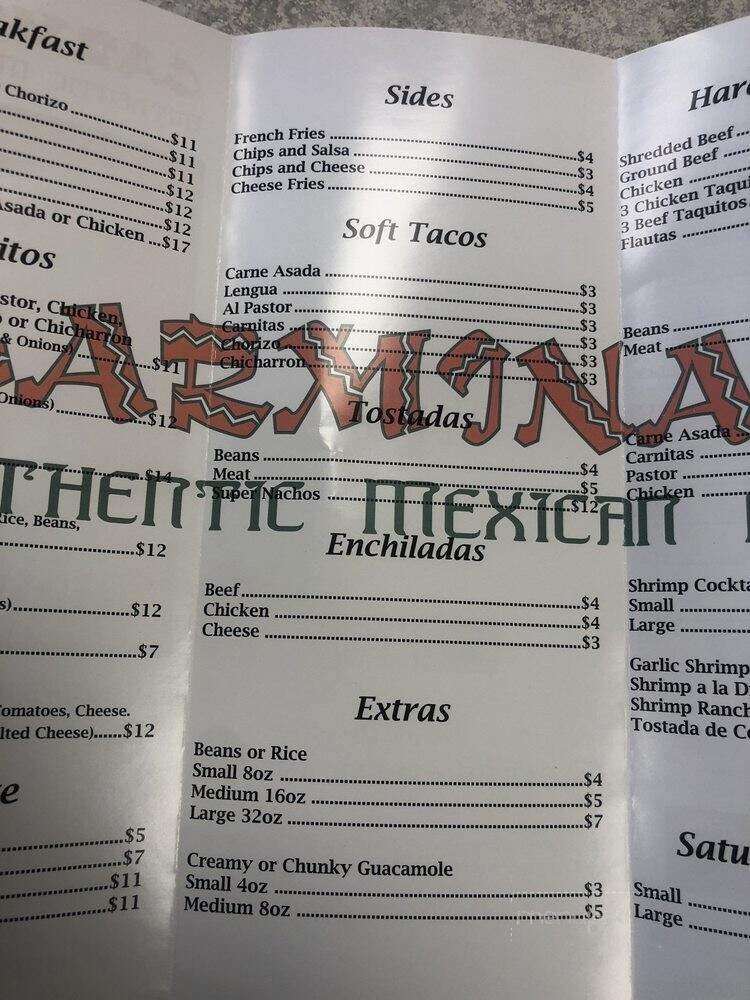 akfast
Chorizo ...$11
...$11
...$11
...$12
...$12
...$12
Asada or Chicken ...$17
itos
stor, Chicken,
o or Chicharron
& Onions) ...$11
Onions) ...$12
...$14
Rice, Beans,
...$12
s) ...$12
...$7
omatoes, Cheese.
lted Cheese)......$12
e
...$5
...$7
...$11
...$11
Sides
French Fries ...$4
Chips and Salsa ...$3
Chips and Cheese ...$4
Cheese Fries ...$5
Soft Tacos
Carne Asada ...$3
Lengua ...$3
Al Pastor ...$3
Carnitas ...$3
Chorizo ...$3
Chicharron ...$3
ARMINA
Tostadas
Beans ...$4
Meat ...$5
Super Nachos ...$12
THENTIC MEXICAN
Enchiladas
Beef ...$4
Chicken ...$4
Cheese ...$3
Extras
Beans or Rice
Small 8oz ...$4
Medium 16oz ...$5
Large 32oz ...$7
Creamy or Chunky Guacamole
Small 4oz ...$3
Medium 8oz ...$5
Har
Shredded Beef ...
Ground Beef ...
Chicken ...
3 Chicken Taqui
3 Beef Taquitos
Flautas ...
Beans ...
Meat ...
Carne Asada ...
Carnitas ...
Pastor ...
Chicken ...
Shrimp Cockta
Small ...
Large ...
Garlic Shrimp
Shrimp a la D
Shrimp Ranch
Tostada de C
Satu
Small ...
Large ...